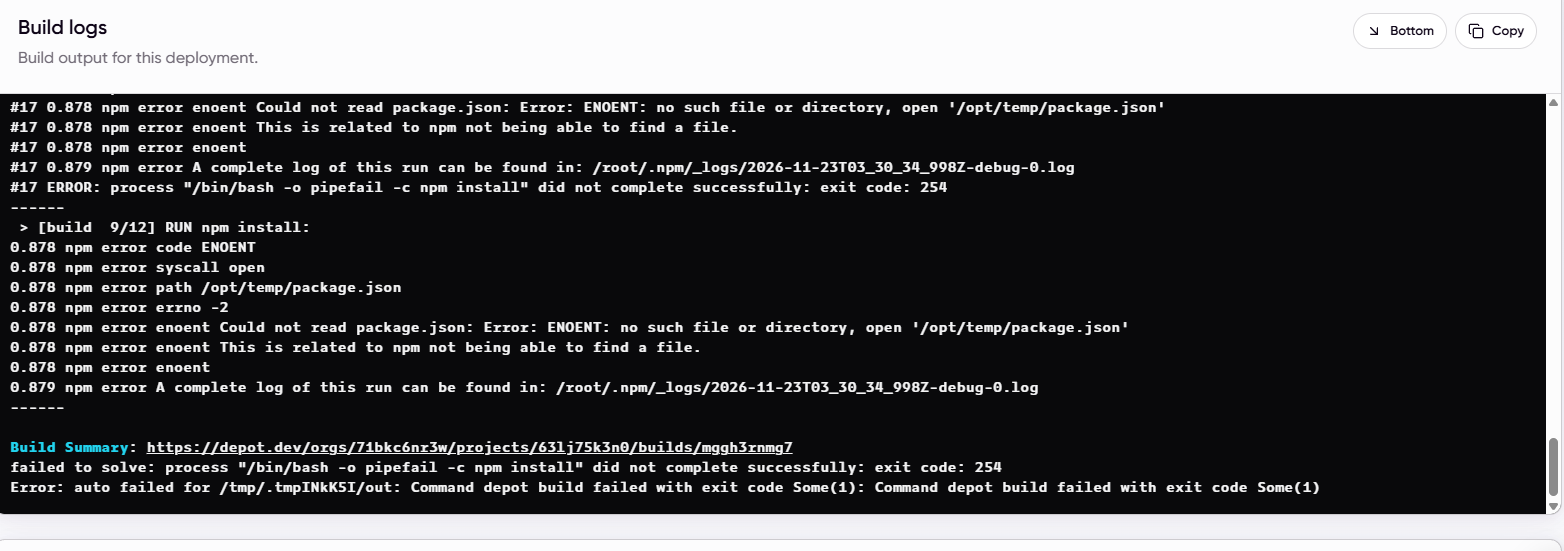 Build logs
Bottom
Copy
Build output for this deployment.
#17 0.878 npm error enoent Could not read package.json: Error: ENOENT: no such file or directory, open '/opt/temp/package.json'
#17 0.878 npm error enoent This is related to npm not being able to find a file.
#17 0.878 npm error enoent
#17 0.879 npm error A complete log of this run can be found in: /root/.npm/_logs/2026-11-23T03_30_34_998Z-debug-0.log
#17 ERROR: process "/bin/bash -o pipefail -c npm install" did not complete successfully: exit code: 254
------
> [build  9/12] RUN npm install:
0.878 npm error code ENOENT
0.878 npm error syscall open
0.878 npm error path /opt/temp/package.json
0.878 npm error errno -2
0.878 npm error enoent Could not read package.json: Error: ENOENT: no such file or directory, open '/opt/temp/package.json'
0.878 npm error enoent This is related to npm not being able to find a file.
0.878 npm error enoent
0.879 npm error A complete log of this run can be found in: /root/.npm/_logs/2026-11-23T03_30_34_998Z-debug-0.log
------
Build Summary: https://depot.dev/orgs/71bkc6nr3w/projects/63lj75k3n0/builds/mggh3rnmg7
failed to solve: process "/bin/bash -o pipefail -c npm install" did not complete successfully: exit code: 254
Error: auto failed for /tmp/.tmpINkK5I/out: Command depot build failed with exit code Some(1): Command depot build failed with exit code Some(1)